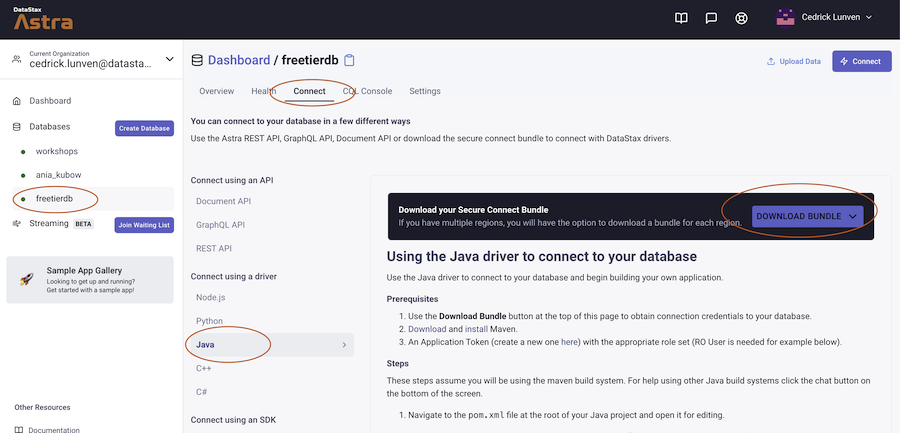 DataStax
Astra
Cedrick Lunven
Current Organization
cedrick.lunven@datasta...
Dashboard
Databases
Create Database
workshops
ania_kubow
freetierdb
Streaming BETA
Join Waiting List
Sample App Gallery
Looking to get up and running?
Get started with a sample app!
Other Resources
Documentation
Dashboard / freetierdb
Upload Data
Connect
Overview Health Connect CQL Console Settings
You can connect to your database in a few different ways
Use the Astra REST API, GraphQL API, Document API or download the secure connect bundle to connect with DataStax drivers.
Connect using an API
Document API
GraphQL API
REST API
Connect using a driver
Node.js
Python
Java
C++
C#
Connect using an SDK
Download your Secure Connect Bundle
If you have multiple regions, you will have the option to download a bundle for each region.
DOWNLOAD BUNDLE
Using the Java driver to connect to your database
Use the Java driver to connect to your database and begin building your own application.
Prerequisites
1. Use the Download Bundle button at the top of this page to obtain connection credentials to your database.
2. Download and install Maven.
3. An Application Token (create a new one here) with the appropriate role set (RO User is needed for example below).
Steps
These steps assume you will be using the maven build system. For help using other Java build systems click the chat button on
the bottom of the screen.
1. Navigate to the pom.xml file at the root of your Java project and open it for editing.